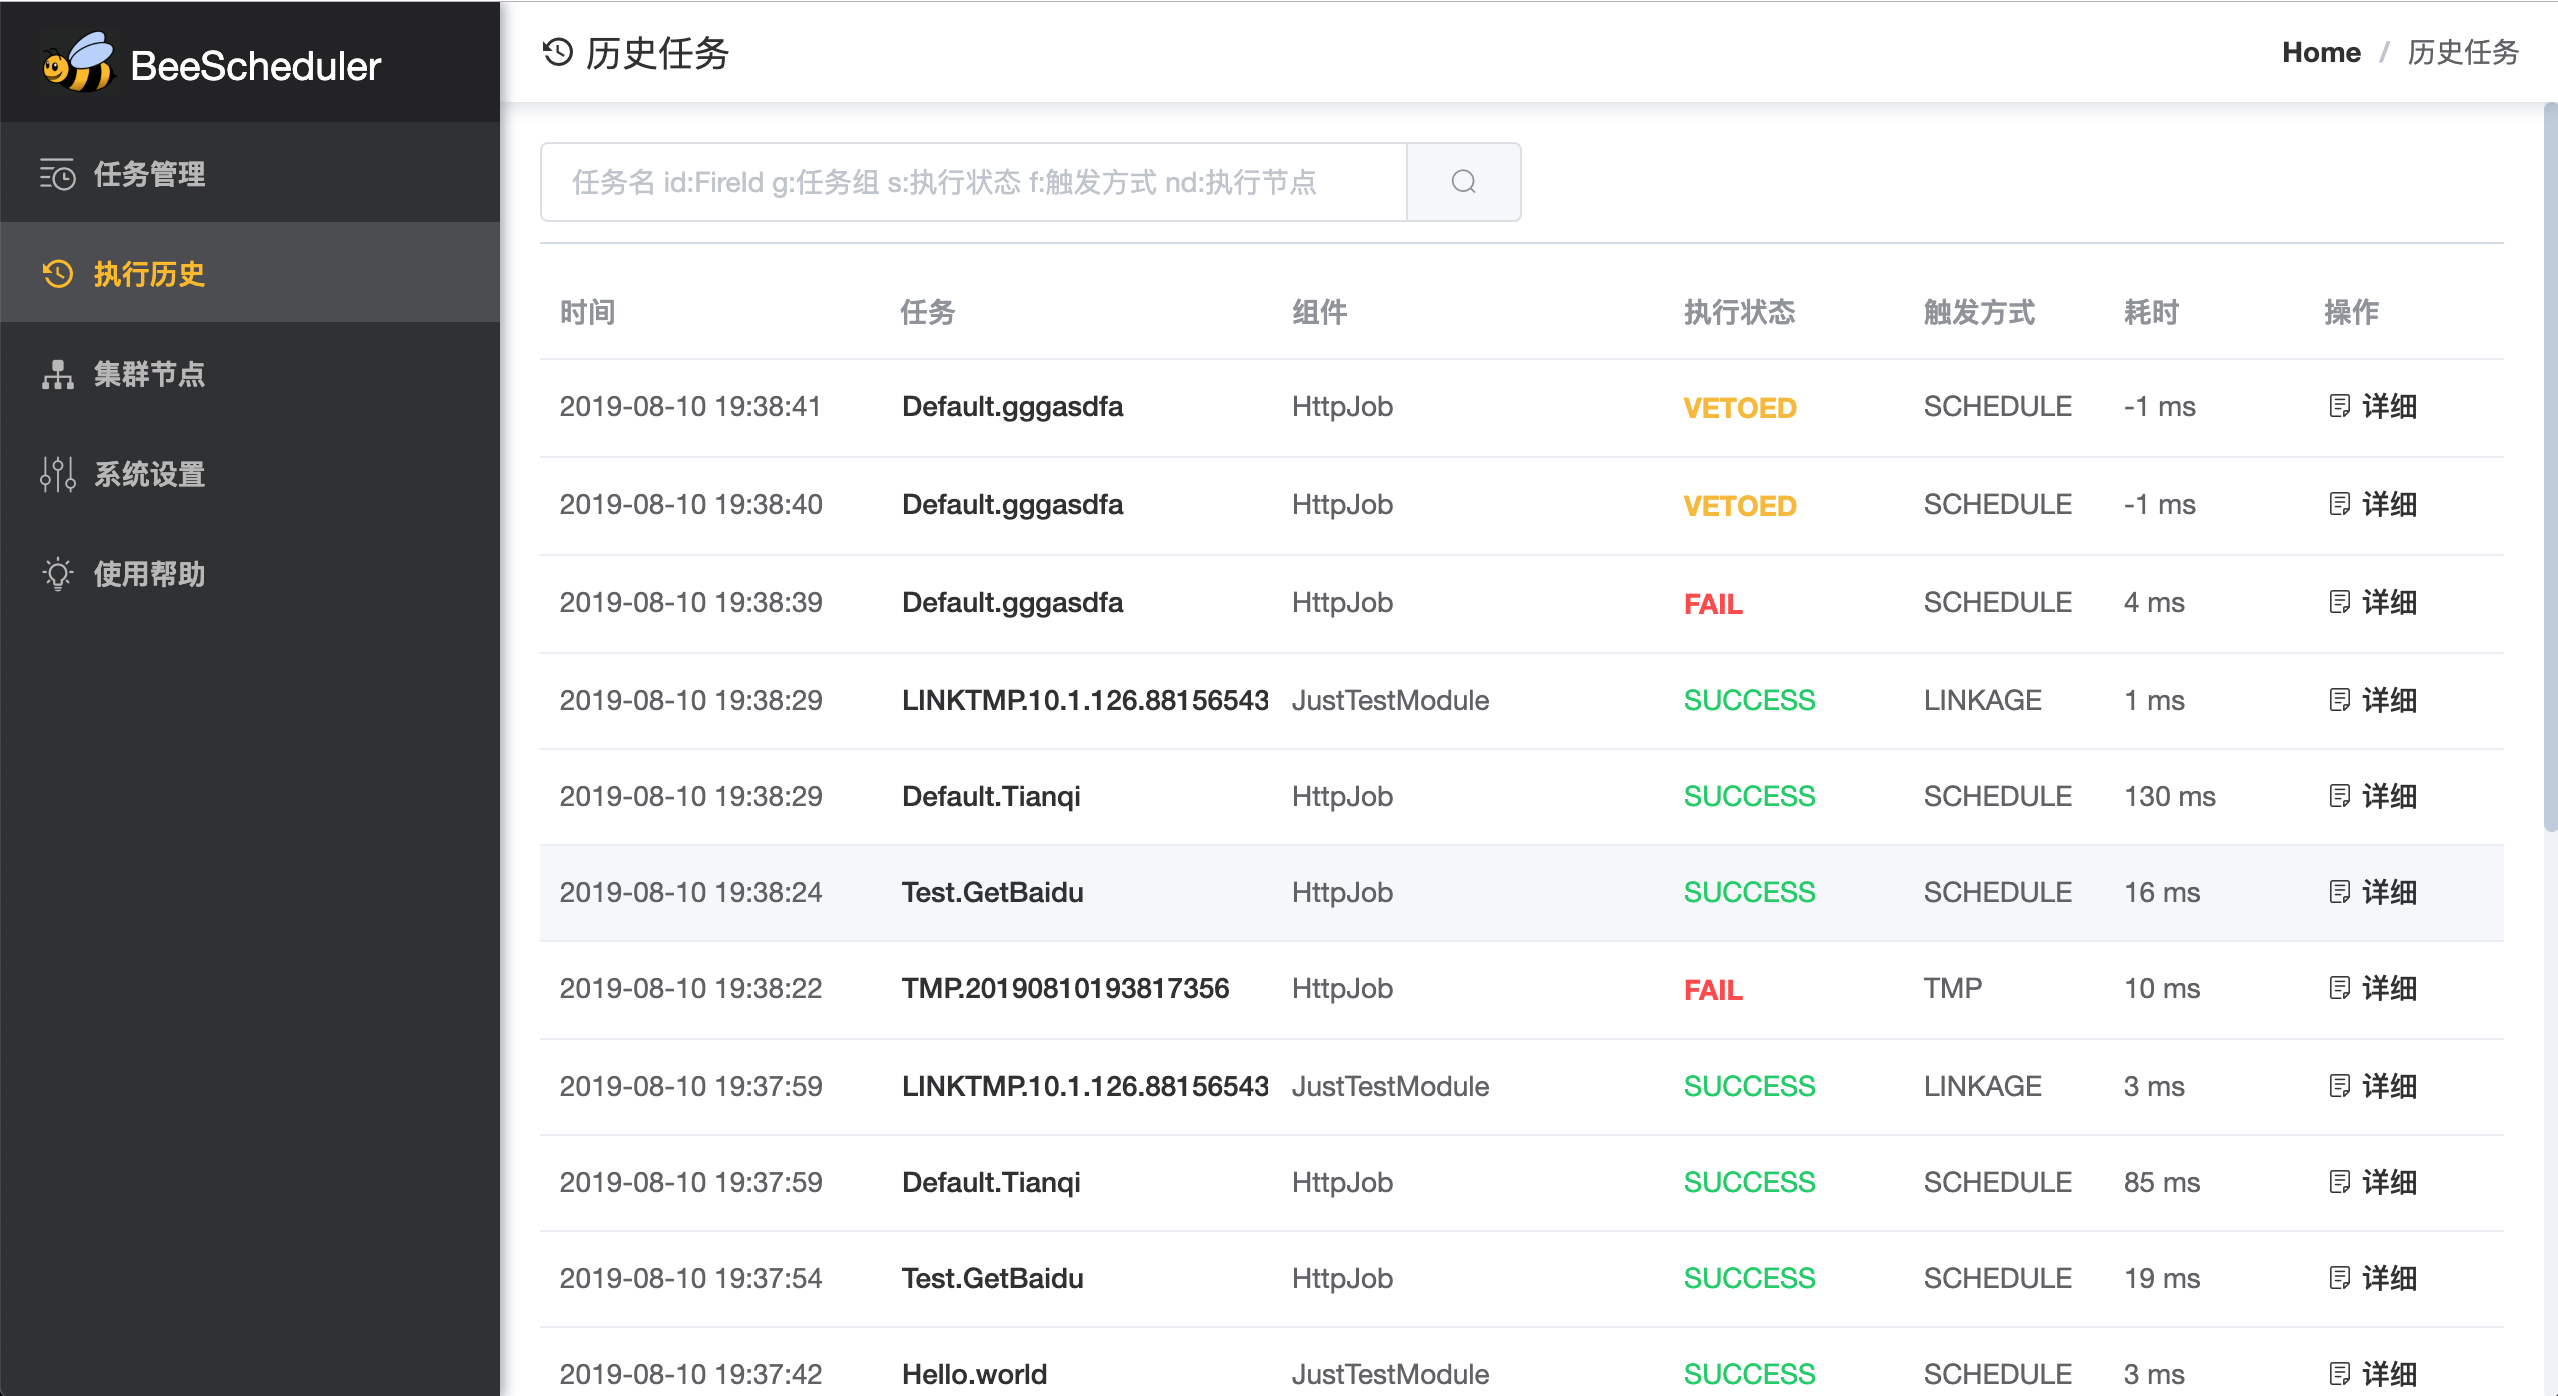 BeeScheduler
任务管理
执行历史
集群节点
系统设置
使用帮助
历史任务
Home / 历史任务
任务名 id:FireId g:任务组 s:执行状态 f:触发方式 nd:执行节点
时间 任务 组件 执行状态 触发方式 耗时 操作
2019-08-10 19:38:41 Default.gggasdfa HttpJob VETOED SCHEDULE -1 ms 详细
2019-08-10 19:38:40 Default.gggasdfa HttpJob VETOED SCHEDULE -1 ms 详细
2019-08-10 19:38:39 Default.gggasdfa HttpJob FAIL SCHEDULE 4 ms 详细
2019-08-10 19:38:29 LINKTMP.10.1.126.88156543 JustTestModule SUCCESS LINKAGE 1 ms 详细
2019-08-10 19:38:29 Default.Tianqi HttpJob SUCCESS SCHEDULE 130 ms 详细
2019-08-10 19:38:24 Test.GetBaidu HttpJob SUCCESS SCHEDULE 16 ms 详细
2019-08-10 19:38:22 TMP.20190810193817356 HttpJob FAIL TMP 10 ms 详细
2019-08-10 19:37:59 LINKTMP.10.1.126.88156543 JustTestModule SUCCESS LINKAGE 3 ms 详细
2019-08-10 19:37:59 Default.Tianqi HttpJob SUCCESS SCHEDULE 85 ms 详细
2019-08-10 19:37:54 Test.GetBaidu HttpJob SUCCESS SCHEDULE 19 ms 详细
2019-08-10 19:37:42 Hello.world JustTestModule SUCCESS SCHEDULE 3 ms 详细